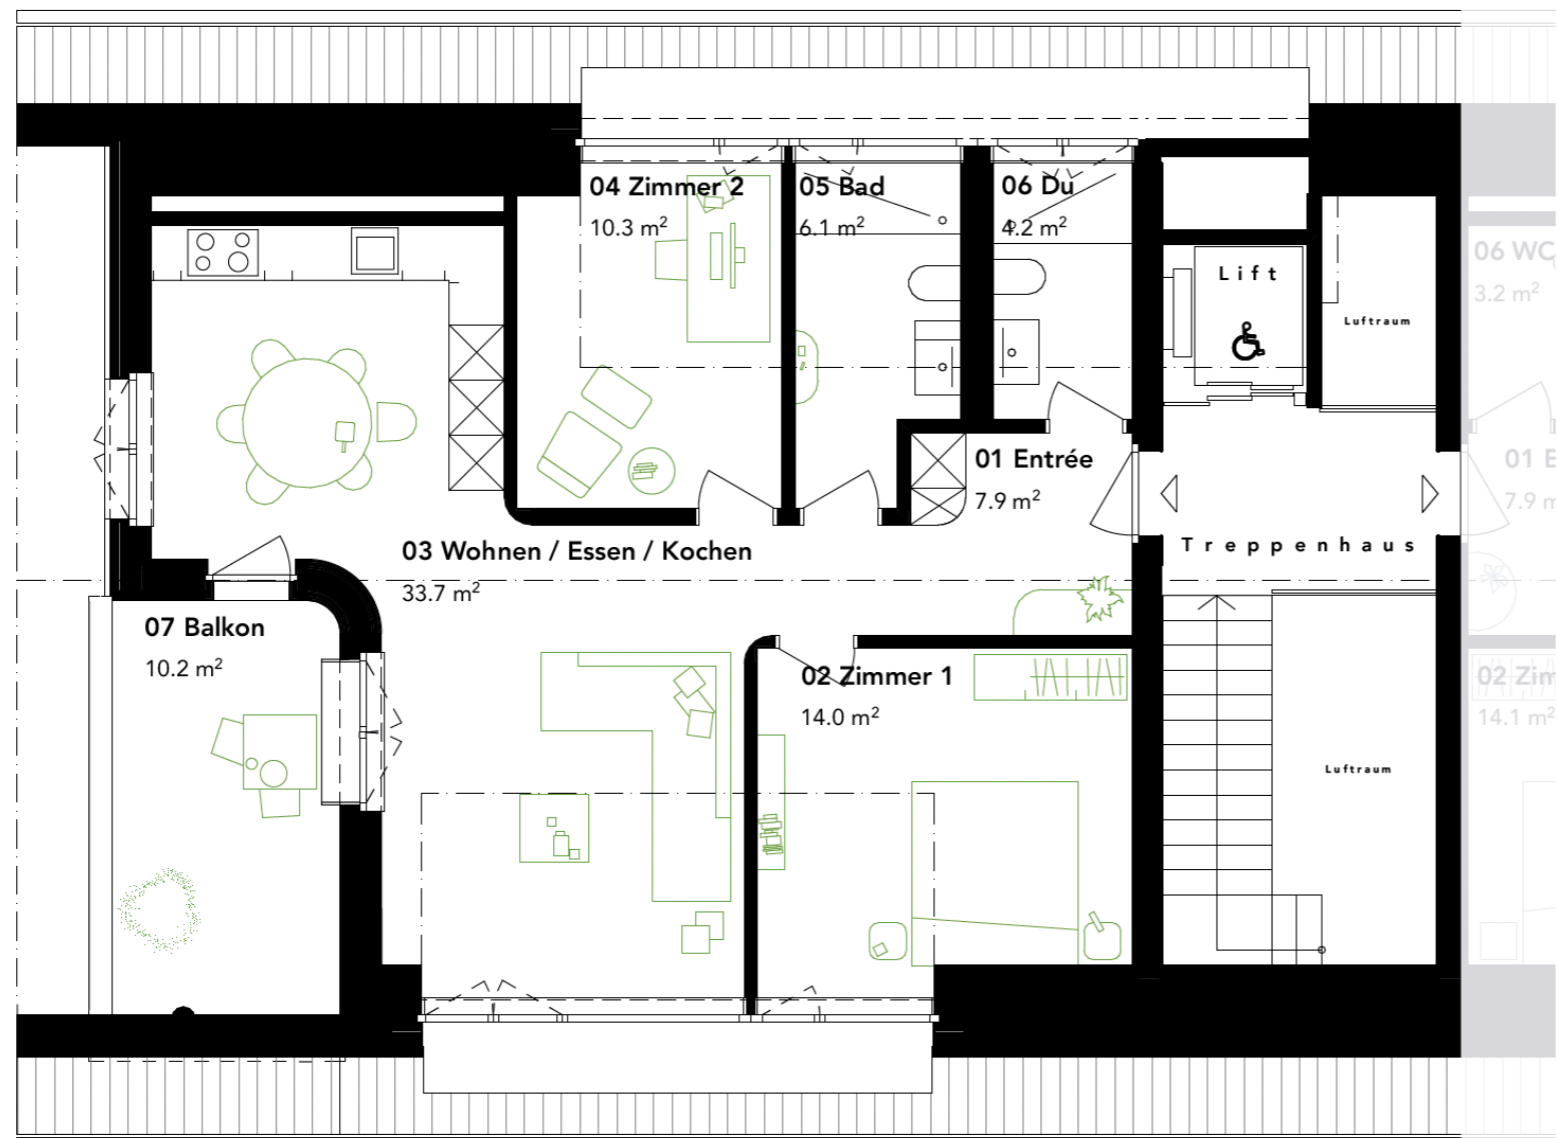 04 Zimmer 2
10.3 m²
05 Bad
6.1 m²
06 Du
4.2 m²
Lift
Luftraum
06 WC
3.2 m²
01 Entrée
7.9 m²
01 E
7.9 m
Treppenhaus
03 Wohnen / Essen / Kochen
33.7 m²
07 Balkon
10.2 m²
02 Zimmer 1
14.0 m²
02 Zim
14.1 m²
Luftraum